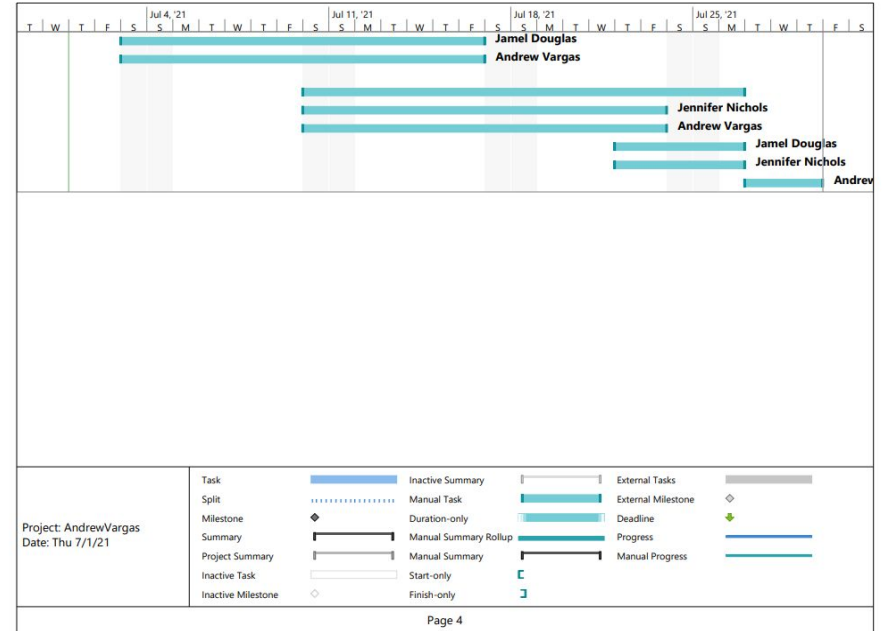 Jul 4, '21 Jul 11, '21 Jul 18, '21 Jul 25, '21
T W T F S S M T W T F S S M T W T F S S M T W T F S S M T W T F S
Jamel Douglas
Andrew Vargas
Jennifer Nichols
Andrew Vargas
Jamel Douglas
Jennifer Nichols
Andrew
Project: AndrewVargas
Date: Thu 7/1/21
Task
Split
Milestone
Summary
Project Summary
Inactive Task
Inactive Milestone
Inactive Summary
Manual Task
Duration-only
Manual Summary Rollup
Manual Summary
Start-only
Finish-only
External Tasks
External Milestone
Deadline
Progress
Manual Progress
Page 4